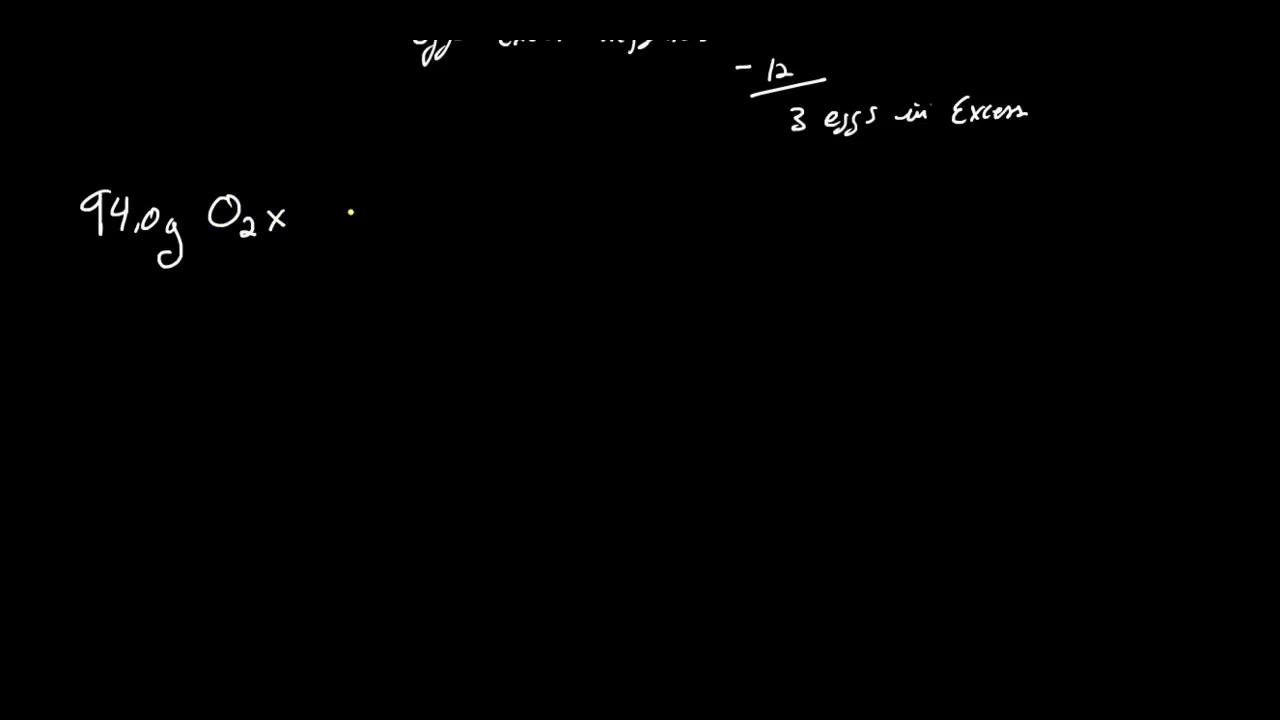 - 12
3 eggs in Excess
94.0g O₂ x